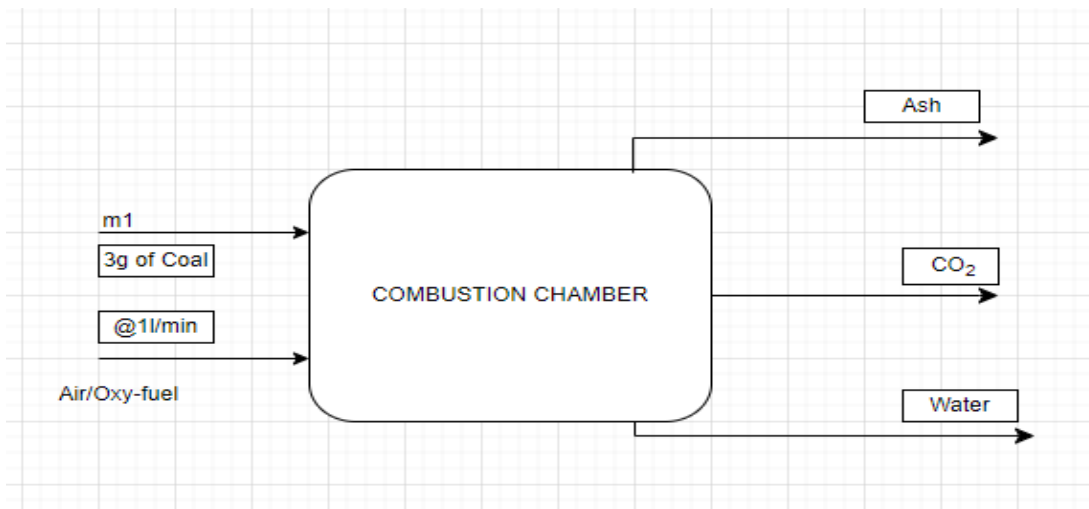 Ash
m1
3g of Coal
CO₂
COMBUSTION CHAMBER
@1l/min
Air/Oxy-fuel
Water